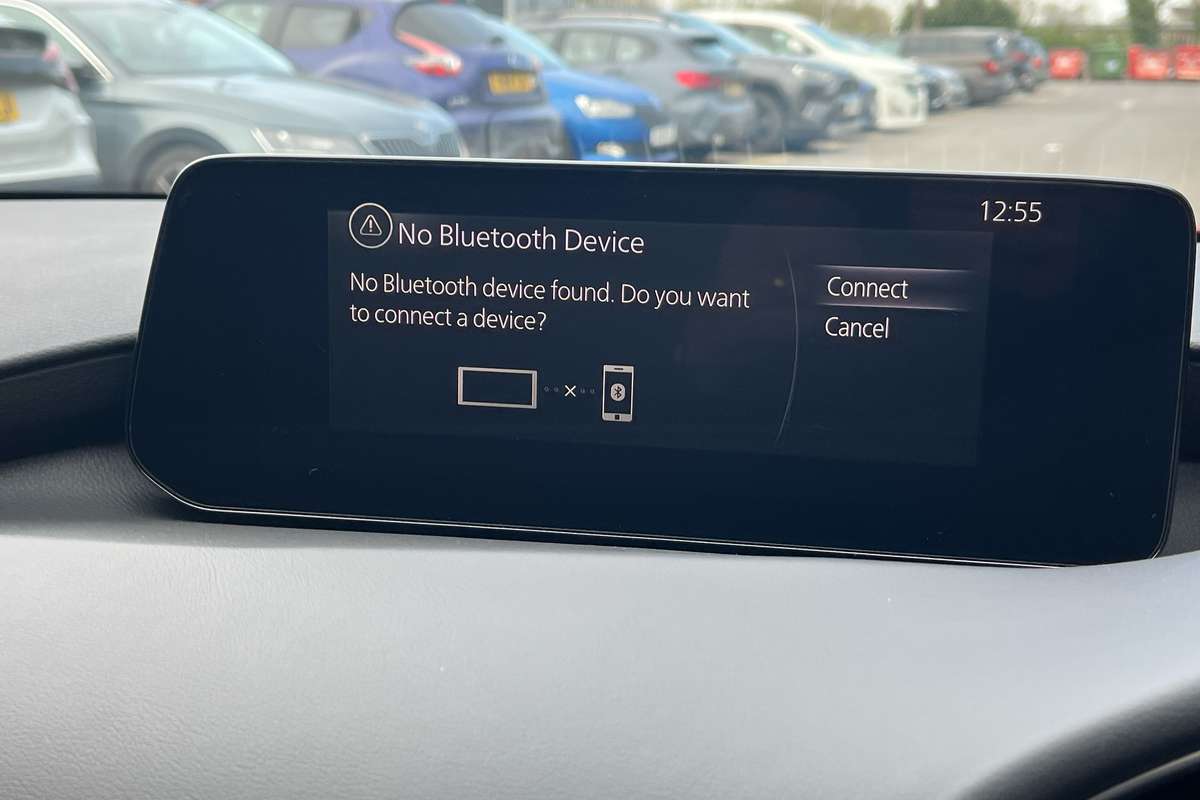 12:55
No Bluetooth Device
No Bluetooth device found. Do you want
to connect a device?
Connect
Cancel